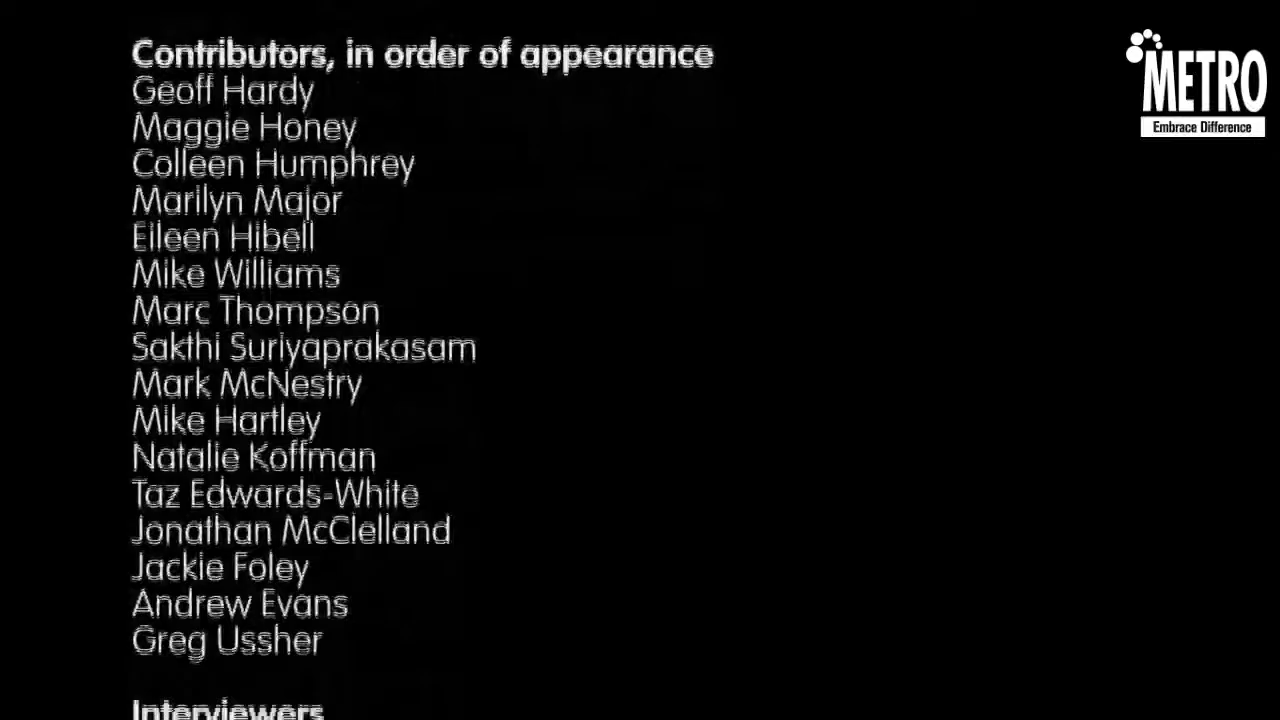 Contributors, in order of appearance
Geoff Hardy
Maggie Honey
Colleen Humphrey
Marilyn Major
Eileen Hibell
Mike Williams
Marc Thompson
Sakthi Suriyaprakasam
Mark McNestry
Mike Hartley
Natalie Koffman
Taz Edwards-White
Jonathan McClelland
Jackie Foley
Andrew Evans
Greg Ussher
Interviewers
METRO
Embrace Difference